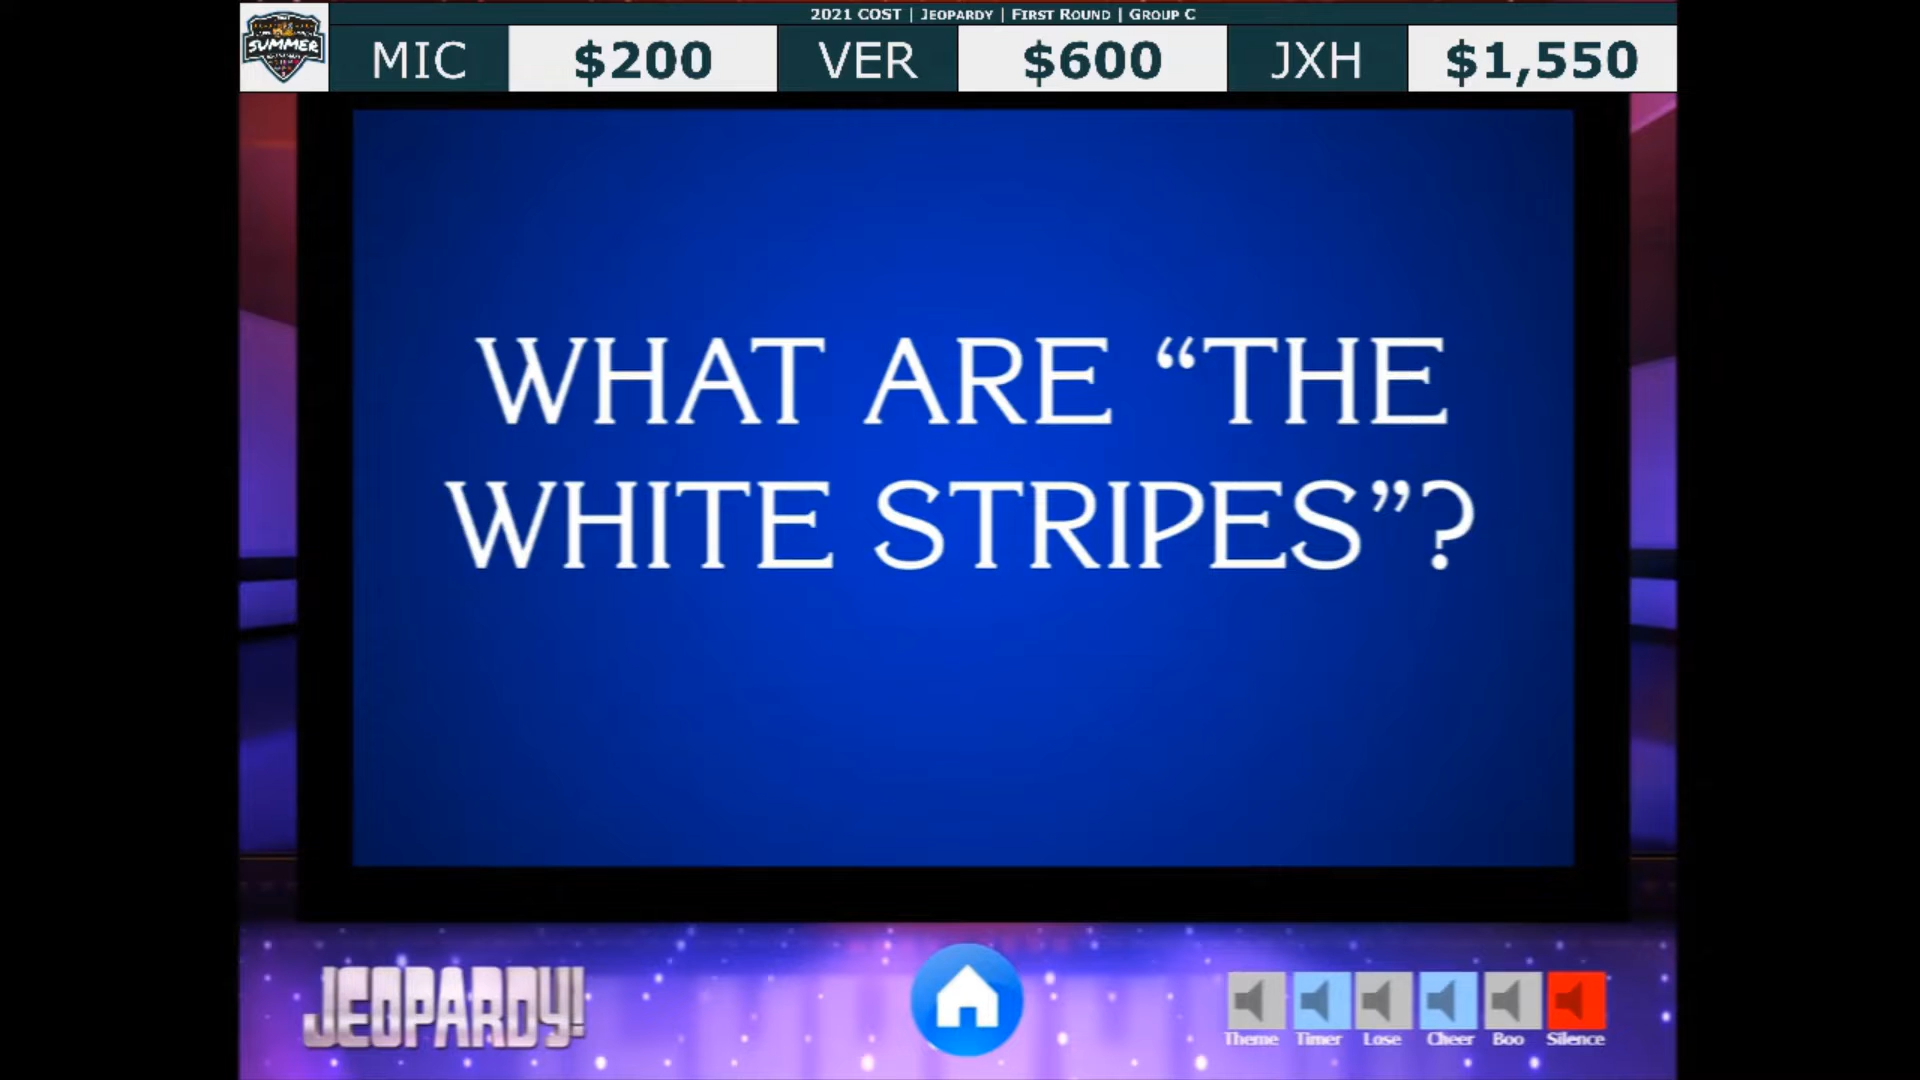 2021 COST | JEOPARDY | FIRST ROUND | GROUP C
SUMMER
MIC $200 VER $600 JXH $1,550
WHAT ARE “THE
WHITE STRIPES”?
JEOPARDY!
Theme Timer Lose Cheer Boo Silence